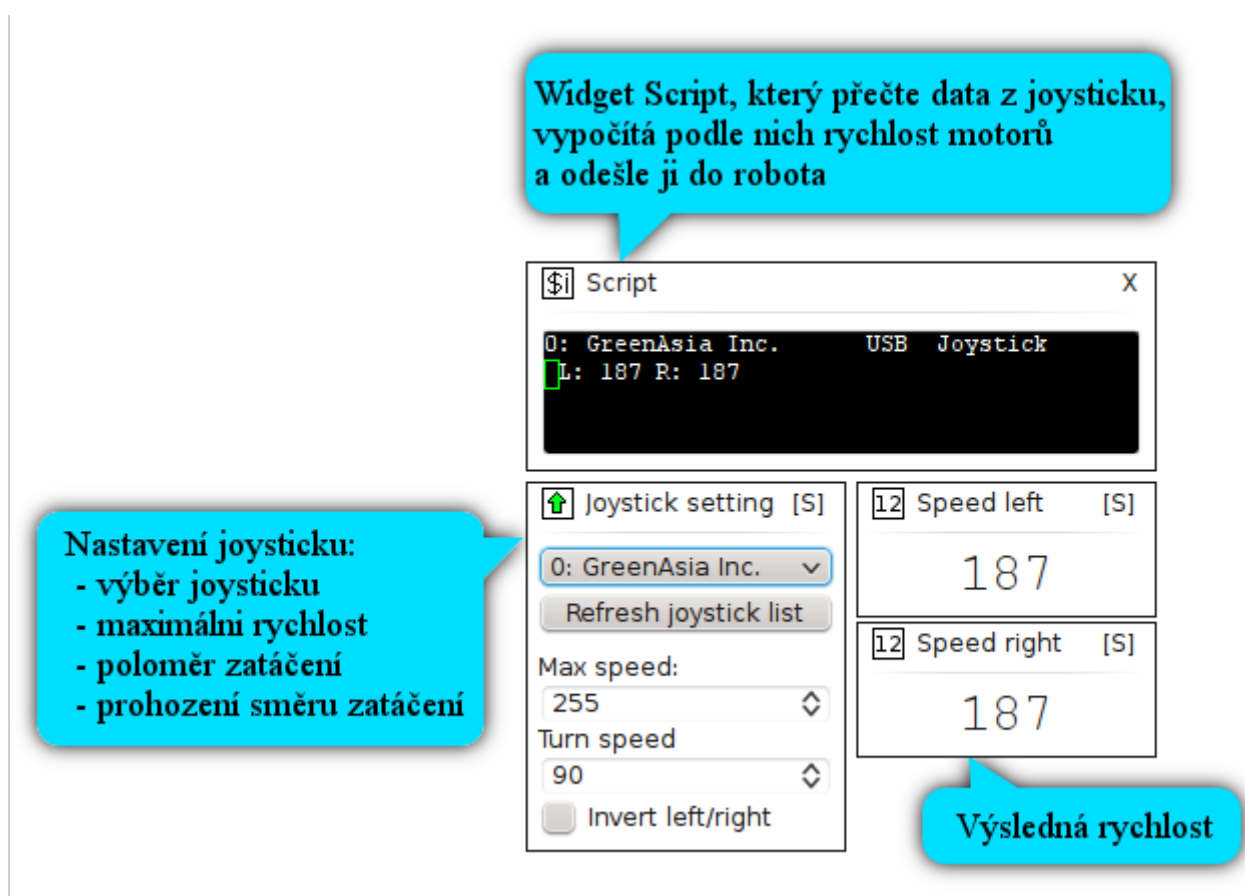 Widget Script, který přečte data z joysticku,
vypočítá podle nich rychlost motorů
a odešle ji do robota
$i Script X
0: GreenAsia Inc. USB Joystick
L: 187 R: 187
Nastavení joysticku:
- výběr joysticku
- maximálni rychlost
- poloměr zatáčení
- prohození směru zatáčení
Joystick setting [S]
0: GreenAsia Inc.
Refresh joystick list
Max speed:
255
Turn speed
90
Invert left/right
12 Speed left [S]
187
12 Speed right [S]
187
Výsledná rychlost